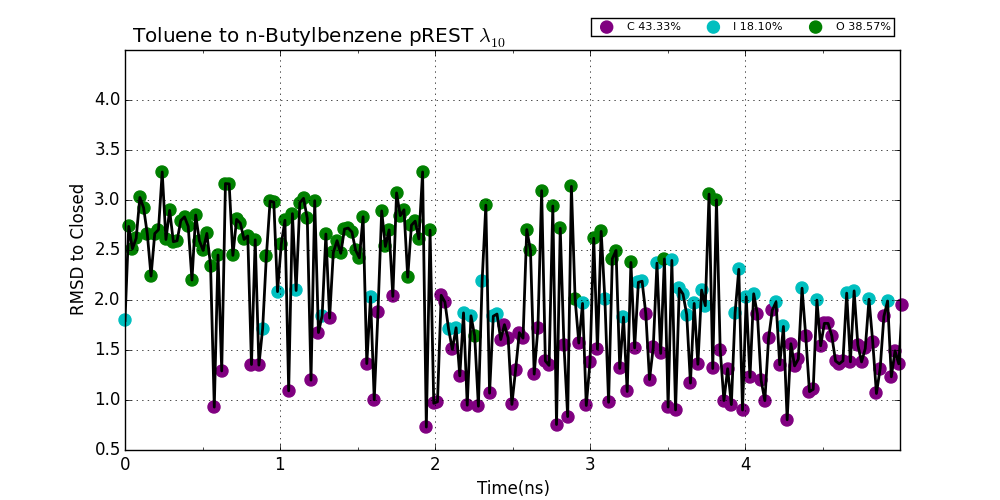 Toluene to n-Butylbenzene pREST λ10
C 43.33% I 18.10% O 38.57%
RMSD to Closed
4.0
3.5
3.0
2.5
2.0
1.5
1.0
0.5
0 1 2 3 4
Time(ns)